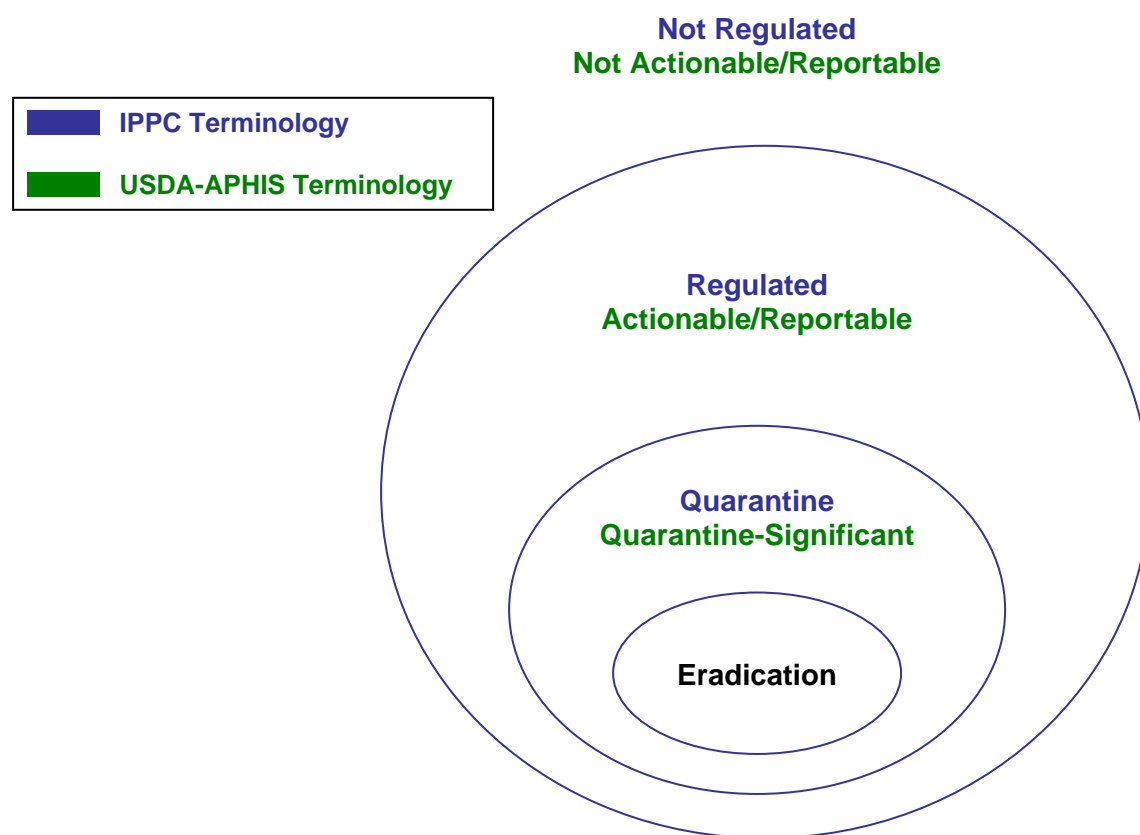 Not Regulated
Not Actionable/Reportable
IPPC Terminology
USDA-APHIS Terminology
Regulated
Actionable/Reportable
Quarantine
Quarantine-Significant
Eradication